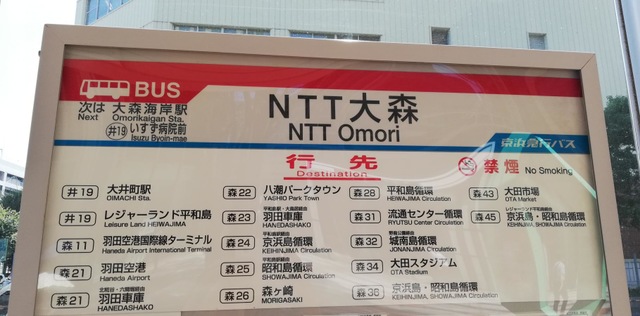 BUS
NTT大森
NTT Omori
次は 大森海岸駅
Next Omorikaigan Sta.
井19 いすず病院前
Isuzu Byoin-mae
京浜急行バス
行先
Destination
禁煙 No Smoking
井19 大井町駅
OIMACHI Sta.
井19 レジャーランド平和島
Leisure Land HEIWAJIMA
森11 羽田空港国際線ターミナル
Haneda Airport International Terminal
森21 羽田空港
Haneda Airport
森21 羽田車庫
HANEDASHAKO
森22 八潮パークタウン
YASHIO Park Town
森23 羽田車庫
HANEDASHAKO
森24 京浜島循環
KEIHINJIMA Circulation
森25 昭和島循環
SHOWAJIMA Circulation
森26 森ヶ崎
MORIGASAKI
森28 平和島循環
HEIWAJIMA Circulation
森31 流通センター循環
RYUTSU Center Circulation
森32 城南島循環
JONANJIMA Circulation
森34 大田スタジアム
OTA Stadium
森36 京浜島・昭和島循環
KEIHINJIMA, SHOWAJIMA Circulation
森43 大田市場
OTA Market
森45 京浜島・昭和島循環
KEIHINJIMA, SHOWAJIMA Circulation